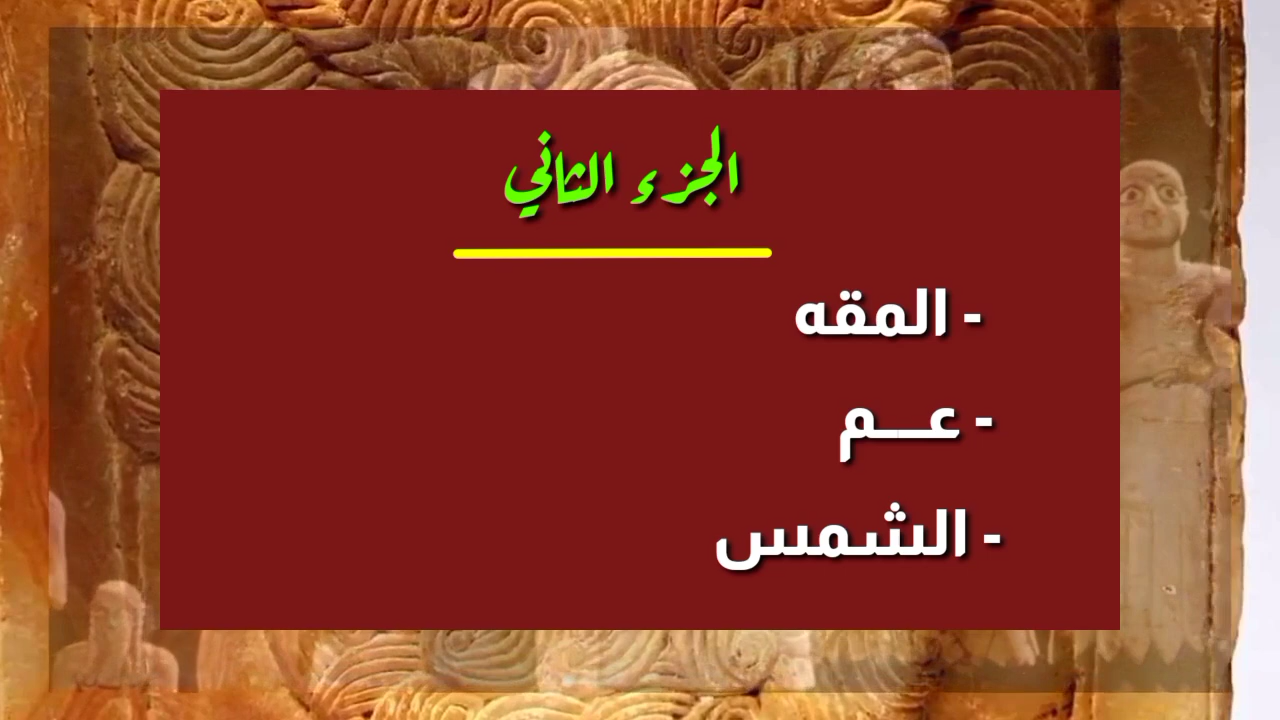 الجزء الثاني
- المقه
- عـــم
- الشمس